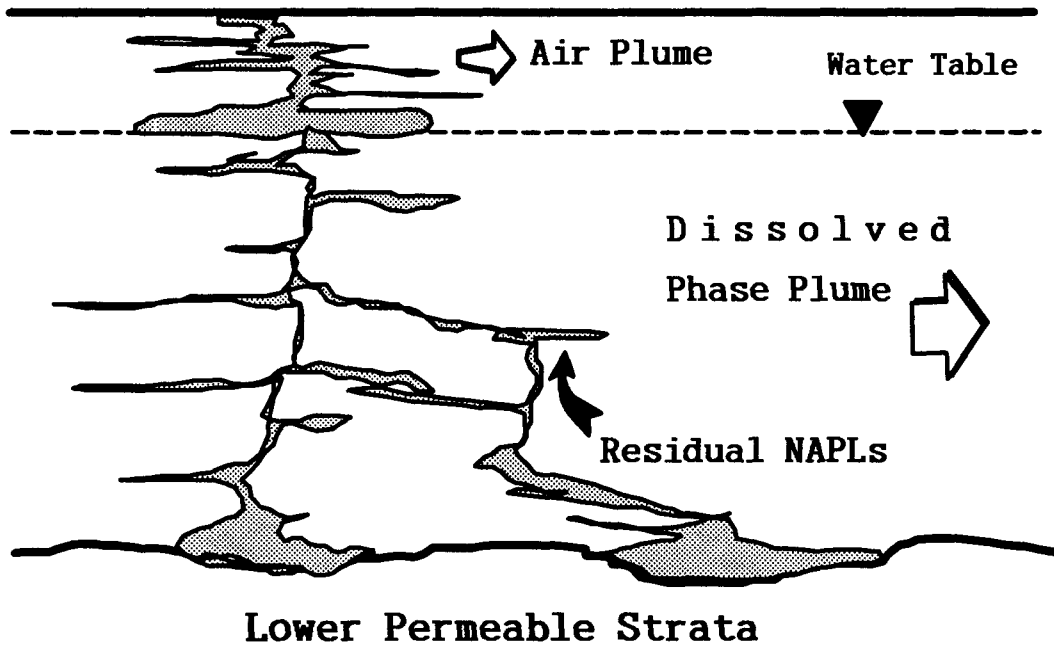 Air Plume
Water Table
Dissolved
Phase Plume
Residual NAPLs
Lower Permeable Strata